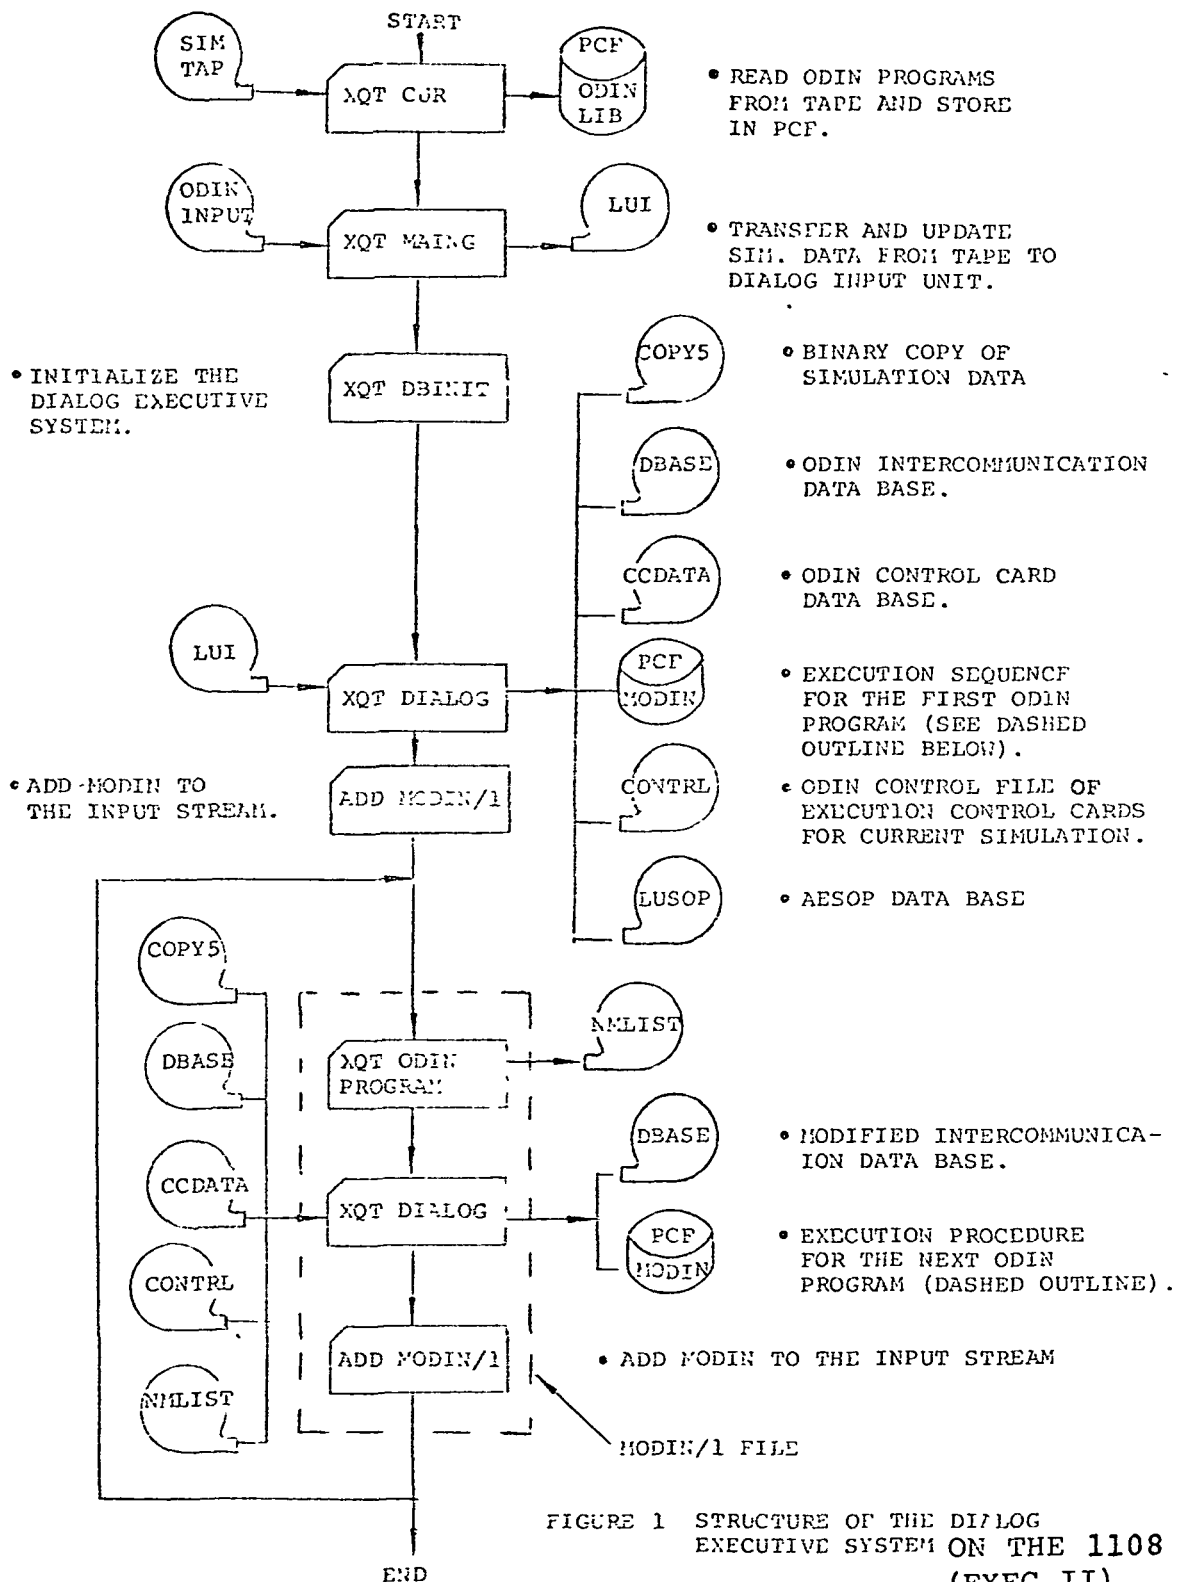 START
SIM
TAP
XQT CUR
PCF
ODIN
LIB
• READ ODIN PROGRAMS
FROM TAPE AND STORE
IN PCF.
ODIN
INPUT
XQT MAING
LUI
• TRANSFER AND UPDATE
SIM. DATA FROM TAPE TO
DIALOG INPUT UNIT.
• INITIALIZE THE
DIALOG EXECUTIVE
SYSTEM.
XQT DBINIT
COPY5
• BINARY COPY OF
SIMULATION DATA
DBASE
• ODIN INTERCOMMUNICATION
DATA BASE.
CCDATA
• ODIN CONTROL CARD
DATA BASE.
LUI
XQT DIALOG
PCF
MODIN
• EXECUTION SEQUENCE
FOR THE FIRST ODIN
PROGRAM (SEE DASHED
OUTLINE BELOW).
• ADD MODIN TO
THE INPUT STREAM.
ADD MODIN/1
CONTRL
• ODIN CONTROL FILE OF
EXECUTION CONTROL CARDS
FOR CURRENT SIMULATION.
LUSOP
• AESOP DATA BASE
COPY5
DBASE
CCDATA
CONTRL
NMLIST
XQT ODIN
PROGRAM
NMLIST
XQT DIALOG
DBASE
• MODIFIED INTERCOMMUNICA-
ION DATA BASE.
PCF
MODIN
• EXECUTION PROCEDURE
FOR THE NEXT ODIN
PROGRAM (DASHED OUTLINE).
ADD MODIN/1
• ADD MODIN TO THE INPUT STREAM
MODIN/1 FILE
END
FIGURE 1 STRUCTURE OF THE DIALOG
EXECUTIVE SYSTEM ON THE 1108
(EXEC II)